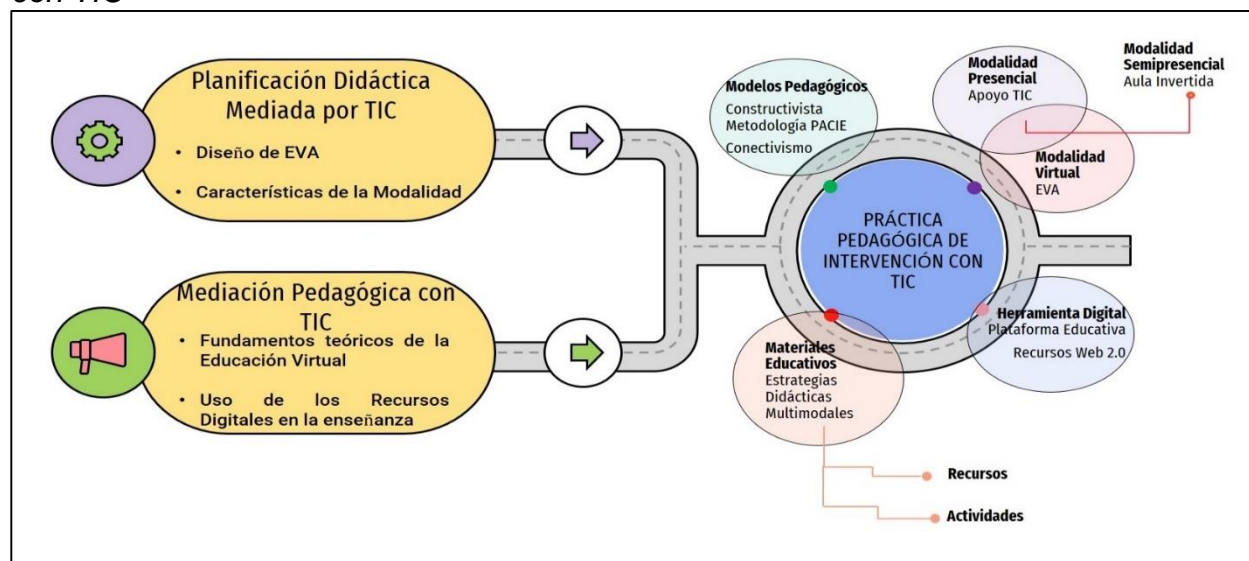 con TIC
Planificación Didáctica
Mediada por TIC
• Diseño de EVA
• Características de la Modalidad
Mediación Pedagógica con
TIC
• Fundamentos teóricos de la
Educación Virtual
• Uso de los Recursos
Digitales en la enseñanza
Modelos Pedagógicos
Constructivista
Metodología PACIE
Conectivismo
Modalidad
Presencial
Apoyo TIC
Modalidad
Semipresencial
Aula Invertida
Modalidad
Virtual
EVA
PRÁCTICA
PEDAGÓGICA DE
INTERVENCIÓN CON
TIC
Herramienta Digital
Plataforma Educativa
Recursos Web 2.0
Materiales
Educativos
Estrategias
Didácticas
Multimodales
Recursos
Actividades